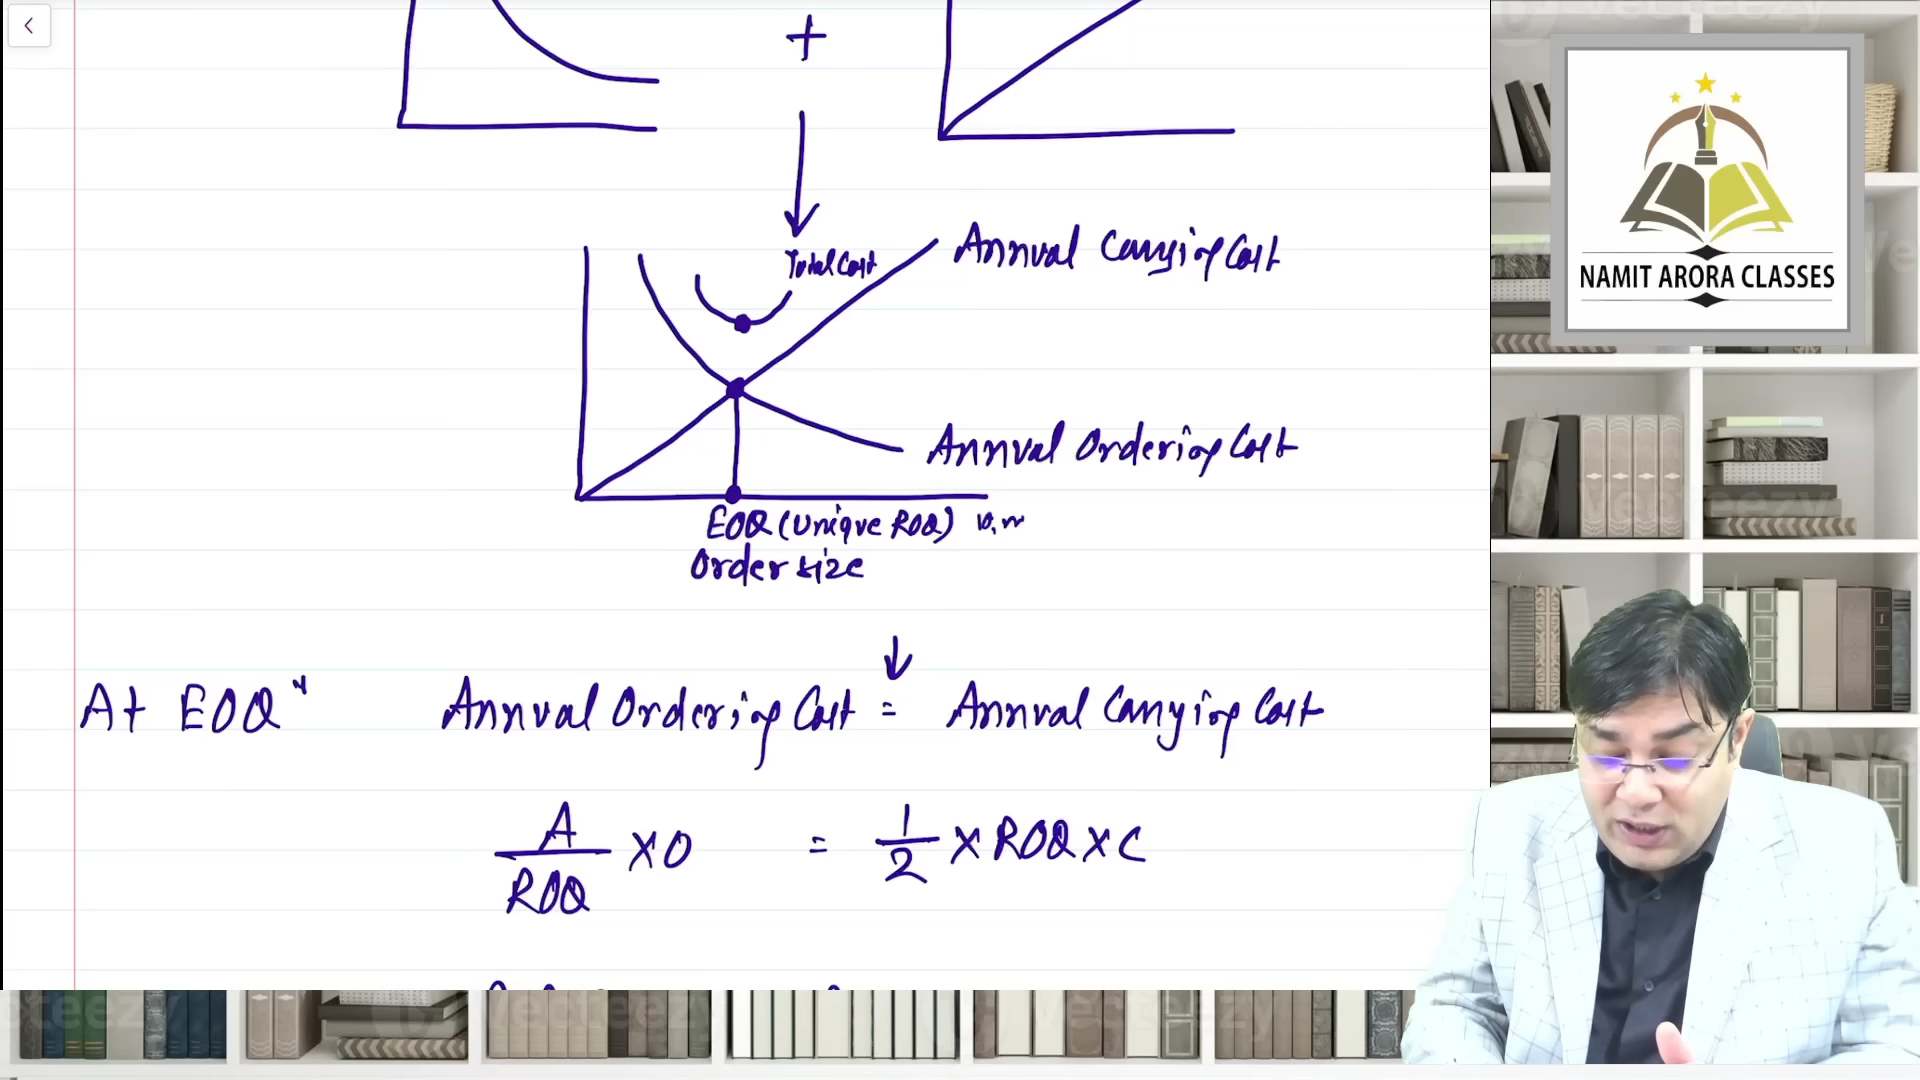 +
Total Cost
Annual Carrying Cost
Annual Ordering Cost
EOQ (Unique ROQ)
Order size
At EOQ
Annual Ordering Cost = Annual Carrying Cost
A/ROQ X O = 1/2 X ROQ X C
NAMIT ARORA CLASSES